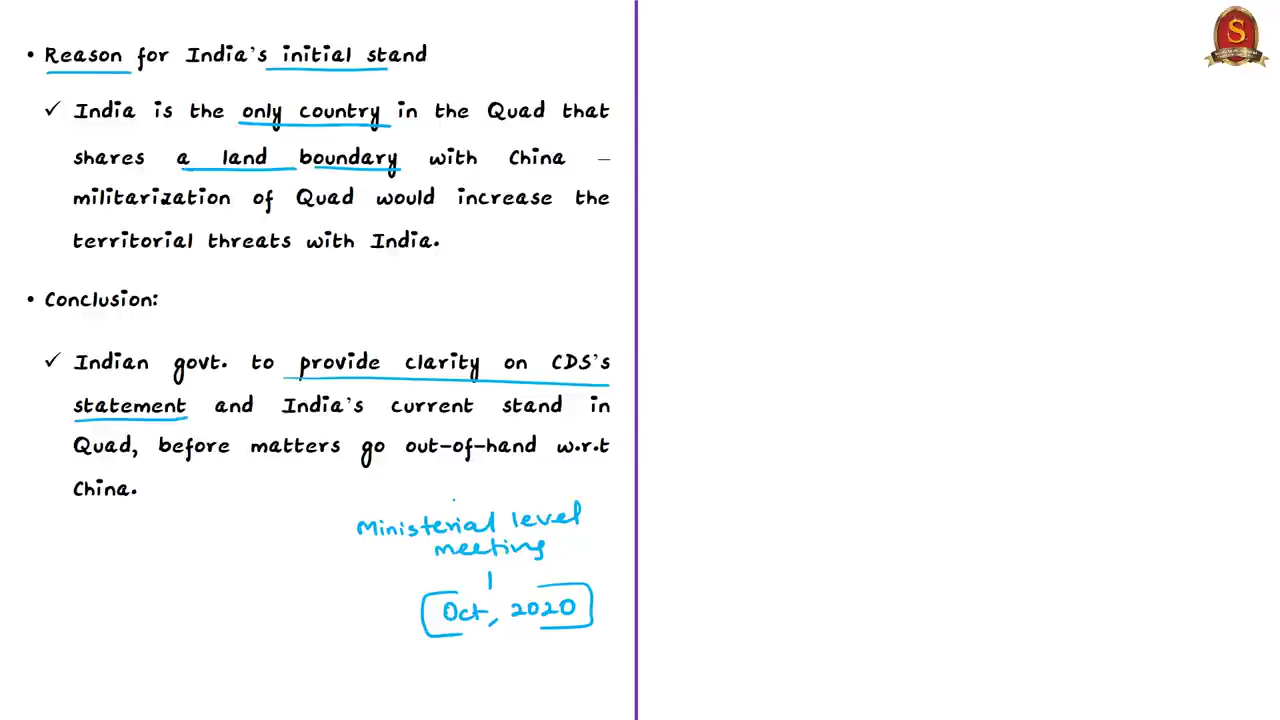 • Reason for India's initial stand
✓ India is the only country in the Quad that
shares a land boundary with China –
militarization of Quad would increase the
territorial threats with India.
• Conclusion:
✓ Indian govt. to provide clarity on CDS's
statement and India's current stand in
Quad, before matters go out-of-hand w.r.t
China.
Ministerial level
meeting
Oct, 2020
S